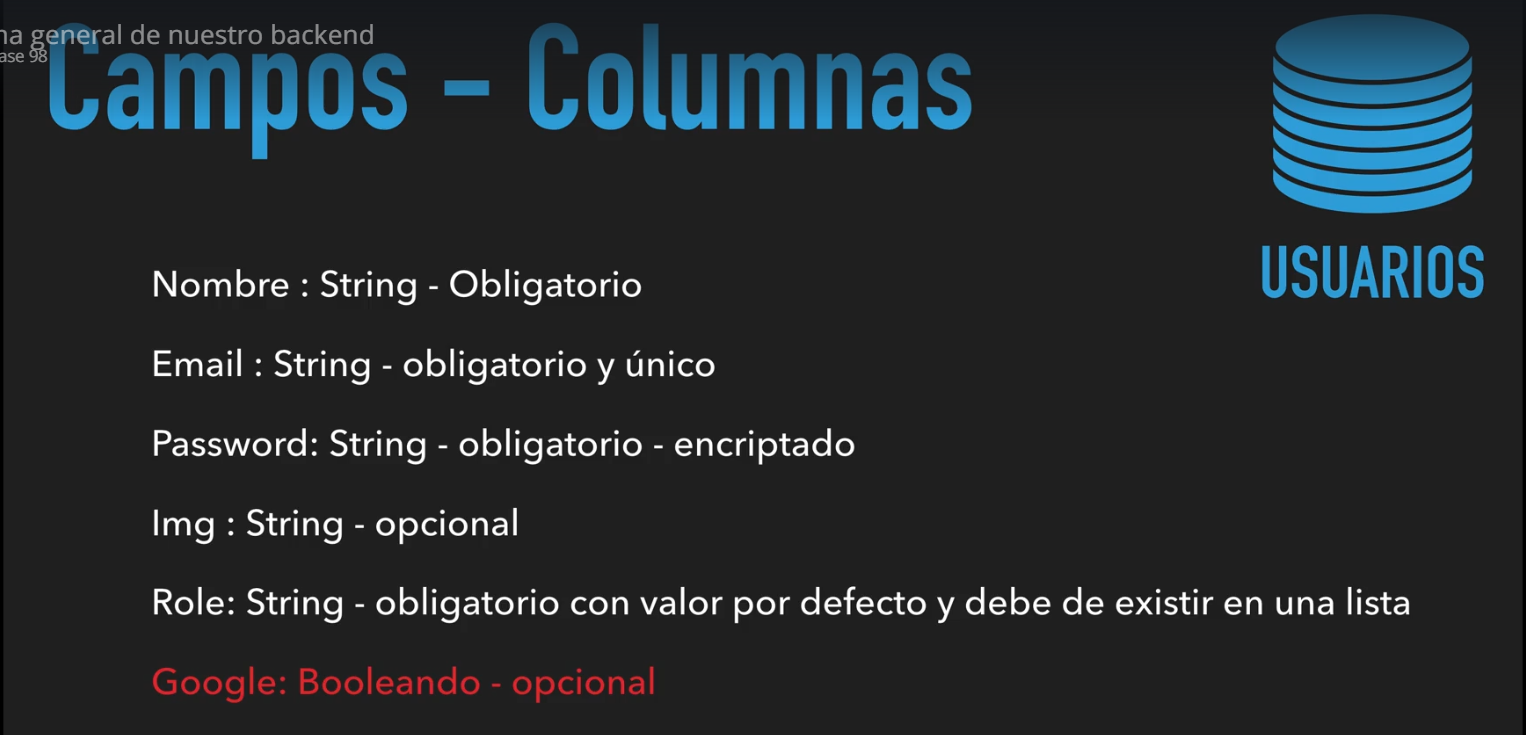 general de nuestro backend
98
Campos - Columnas
USUARIOS
Nombre : String - Obligatorio
Email : String - obligatorio y único
Password: String - obligatorio - encriptado
Img : String - opcional
Role: String - obligatorio con valor por defecto y debe de existir en una lista
Google: Booleando - opcional